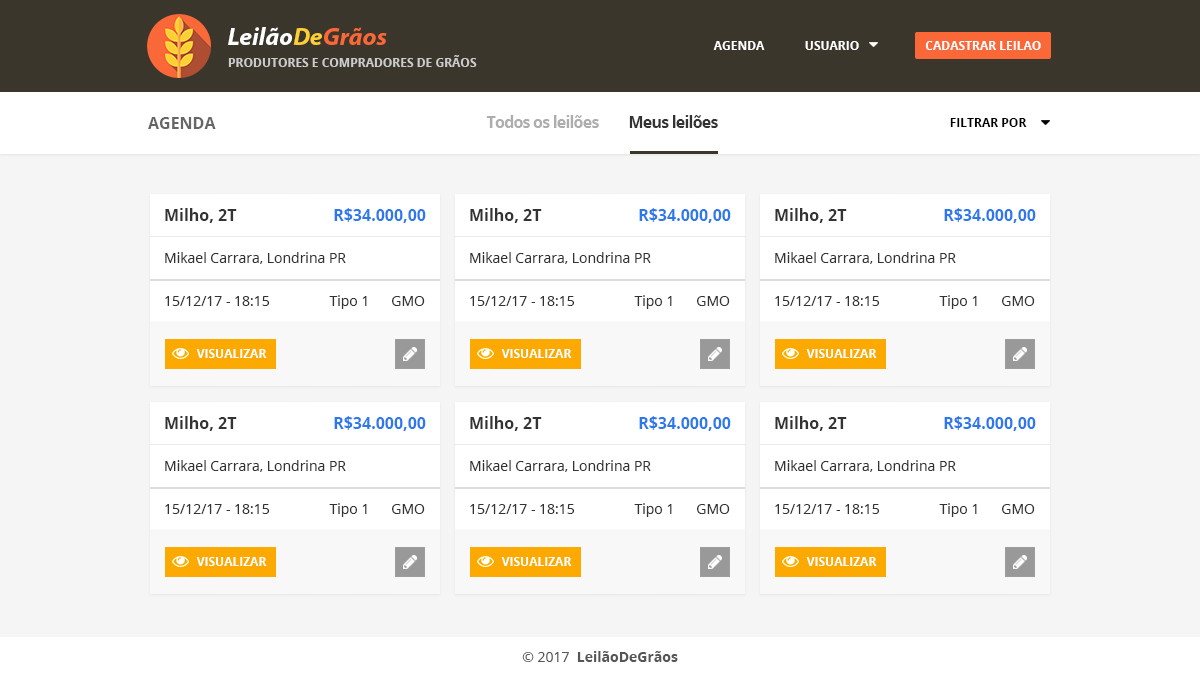 LeilãoDeGrãos
PRODUTORES E COMPRADORES DE GRÃOS
AGENDA USUARIO CADASTRAR LEILAO
AGENDA Todos os leilões Meus leilões FILTRAR POR
Milho, 2T R$34.000,00 Milho, 2T R$34.000,00 Milho, 2T R$34.000,00
Mikael Carrara, Londrina PR Mikael Carrara, Londrina PR Mikael Carrara, Londrina PR
15/12/17 - 18:15 Tipo 1 GMO 15/12/17 - 18:15 Tipo 1 GMO 15/12/17 - 18:15 Tipo 1 GMO
VISUALIZAR VISUALIZAR VISUALIZAR
Milho, 2T R$34.000,00 Milho, 2T R$34.000,00 Milho, 2T R$34.000,00
Mikael Carrara, Londrina PR Mikael Carrara, Londrina PR Mikael Carrara, Londrina PR
15/12/17 - 18:15 Tipo 1 GMO 15/12/17 - 18:15 Tipo 1 GMO 15/12/17 - 18:15 Tipo 1 GMO
VISUALIZAR VISUALIZAR VISUALIZAR
© 2017 LeilãoDeGrãos